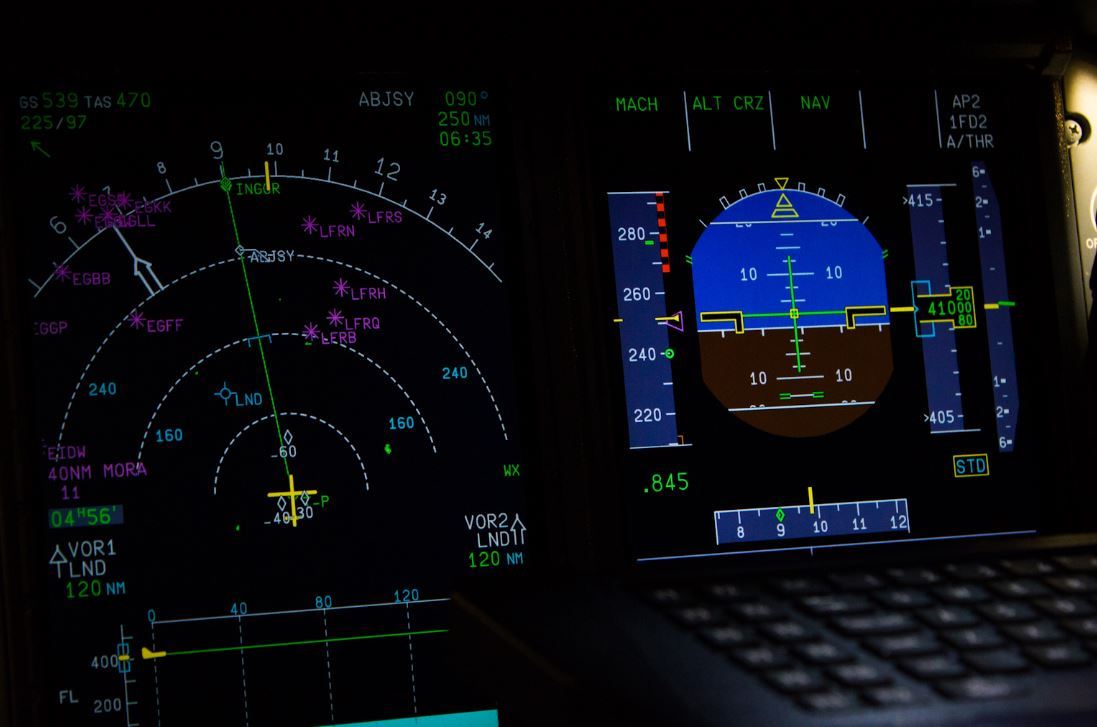 GS 539 TAS 470
225/97
ABJSY 090°
250 NM
06:35
6
8
9
10
11
12
13
14
INGOR
EGKK
LFRS
LFRN
ABJSY
EGBB
EGFF
LFRH
LFRQ
LFRB
240
240
LND
160
160
-60
EIDW
40NM MORA
11
04H56'
-P
-40
30
WX
VOR1
LND
120 NM
VOR2
LND
120 NM
0 40 80 120
400
FL
200
MACH ALT CRZ NAV AP2
1FD2
A/THR
280
260
240
220
.845
10 10
10 10
>415
41000
20
80
>405
6
2
1
1
2
6
STD
8 9 10 11 12